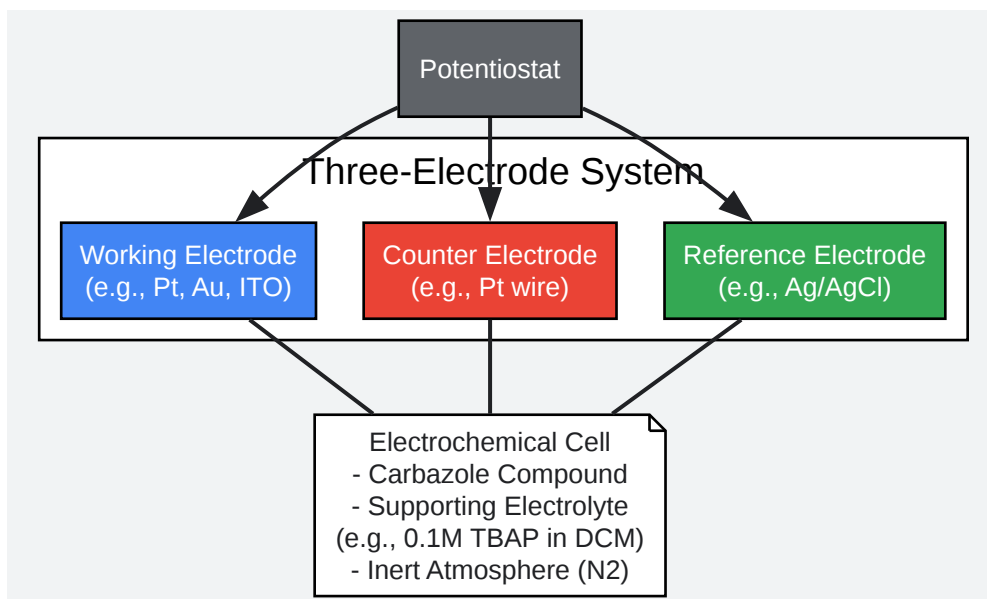 Potentiostat
Three-Electrode System
Working Electrode
(e.g., Pt, Au, ITO)
Counter Electrode
(e.g., Pt wire)
Reference Electrode
(e.g., Ag/AgCl)
Electrochemical Cell
- Carbazole Compound
- Supporting Electrolyte
(e.g., 0.1M TBAP in DCM)
- Inert Atmosphere (N2)